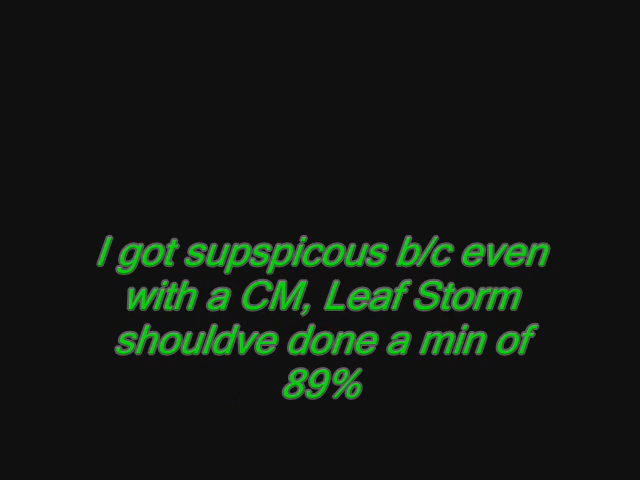 I got supspicous b/c even
with a CM, Leaf Storm
shouldve done a min of
89%